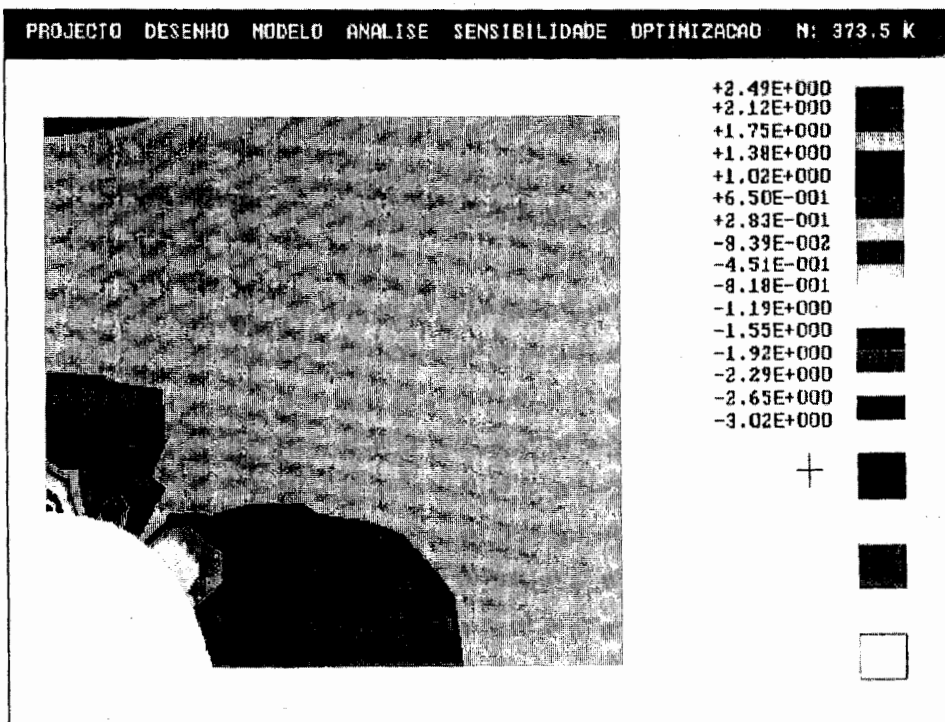 PROJECTO DESENHO MODELO ANALISE SENSIBILIDADE OPTIMIZACAO M: 373.5 K
+2.49E+000
+2.12E+000
+1.75E+000
+1.38E+000
+1.02E+000
+6.50E-001
+2.83E-001
-8.39E-002
-4.51E-001
-8.18E-001
-1.19E+000
-1.55E+000
-1.92E+000
-2.29E+000
-2.65E+000
-3.02E+000